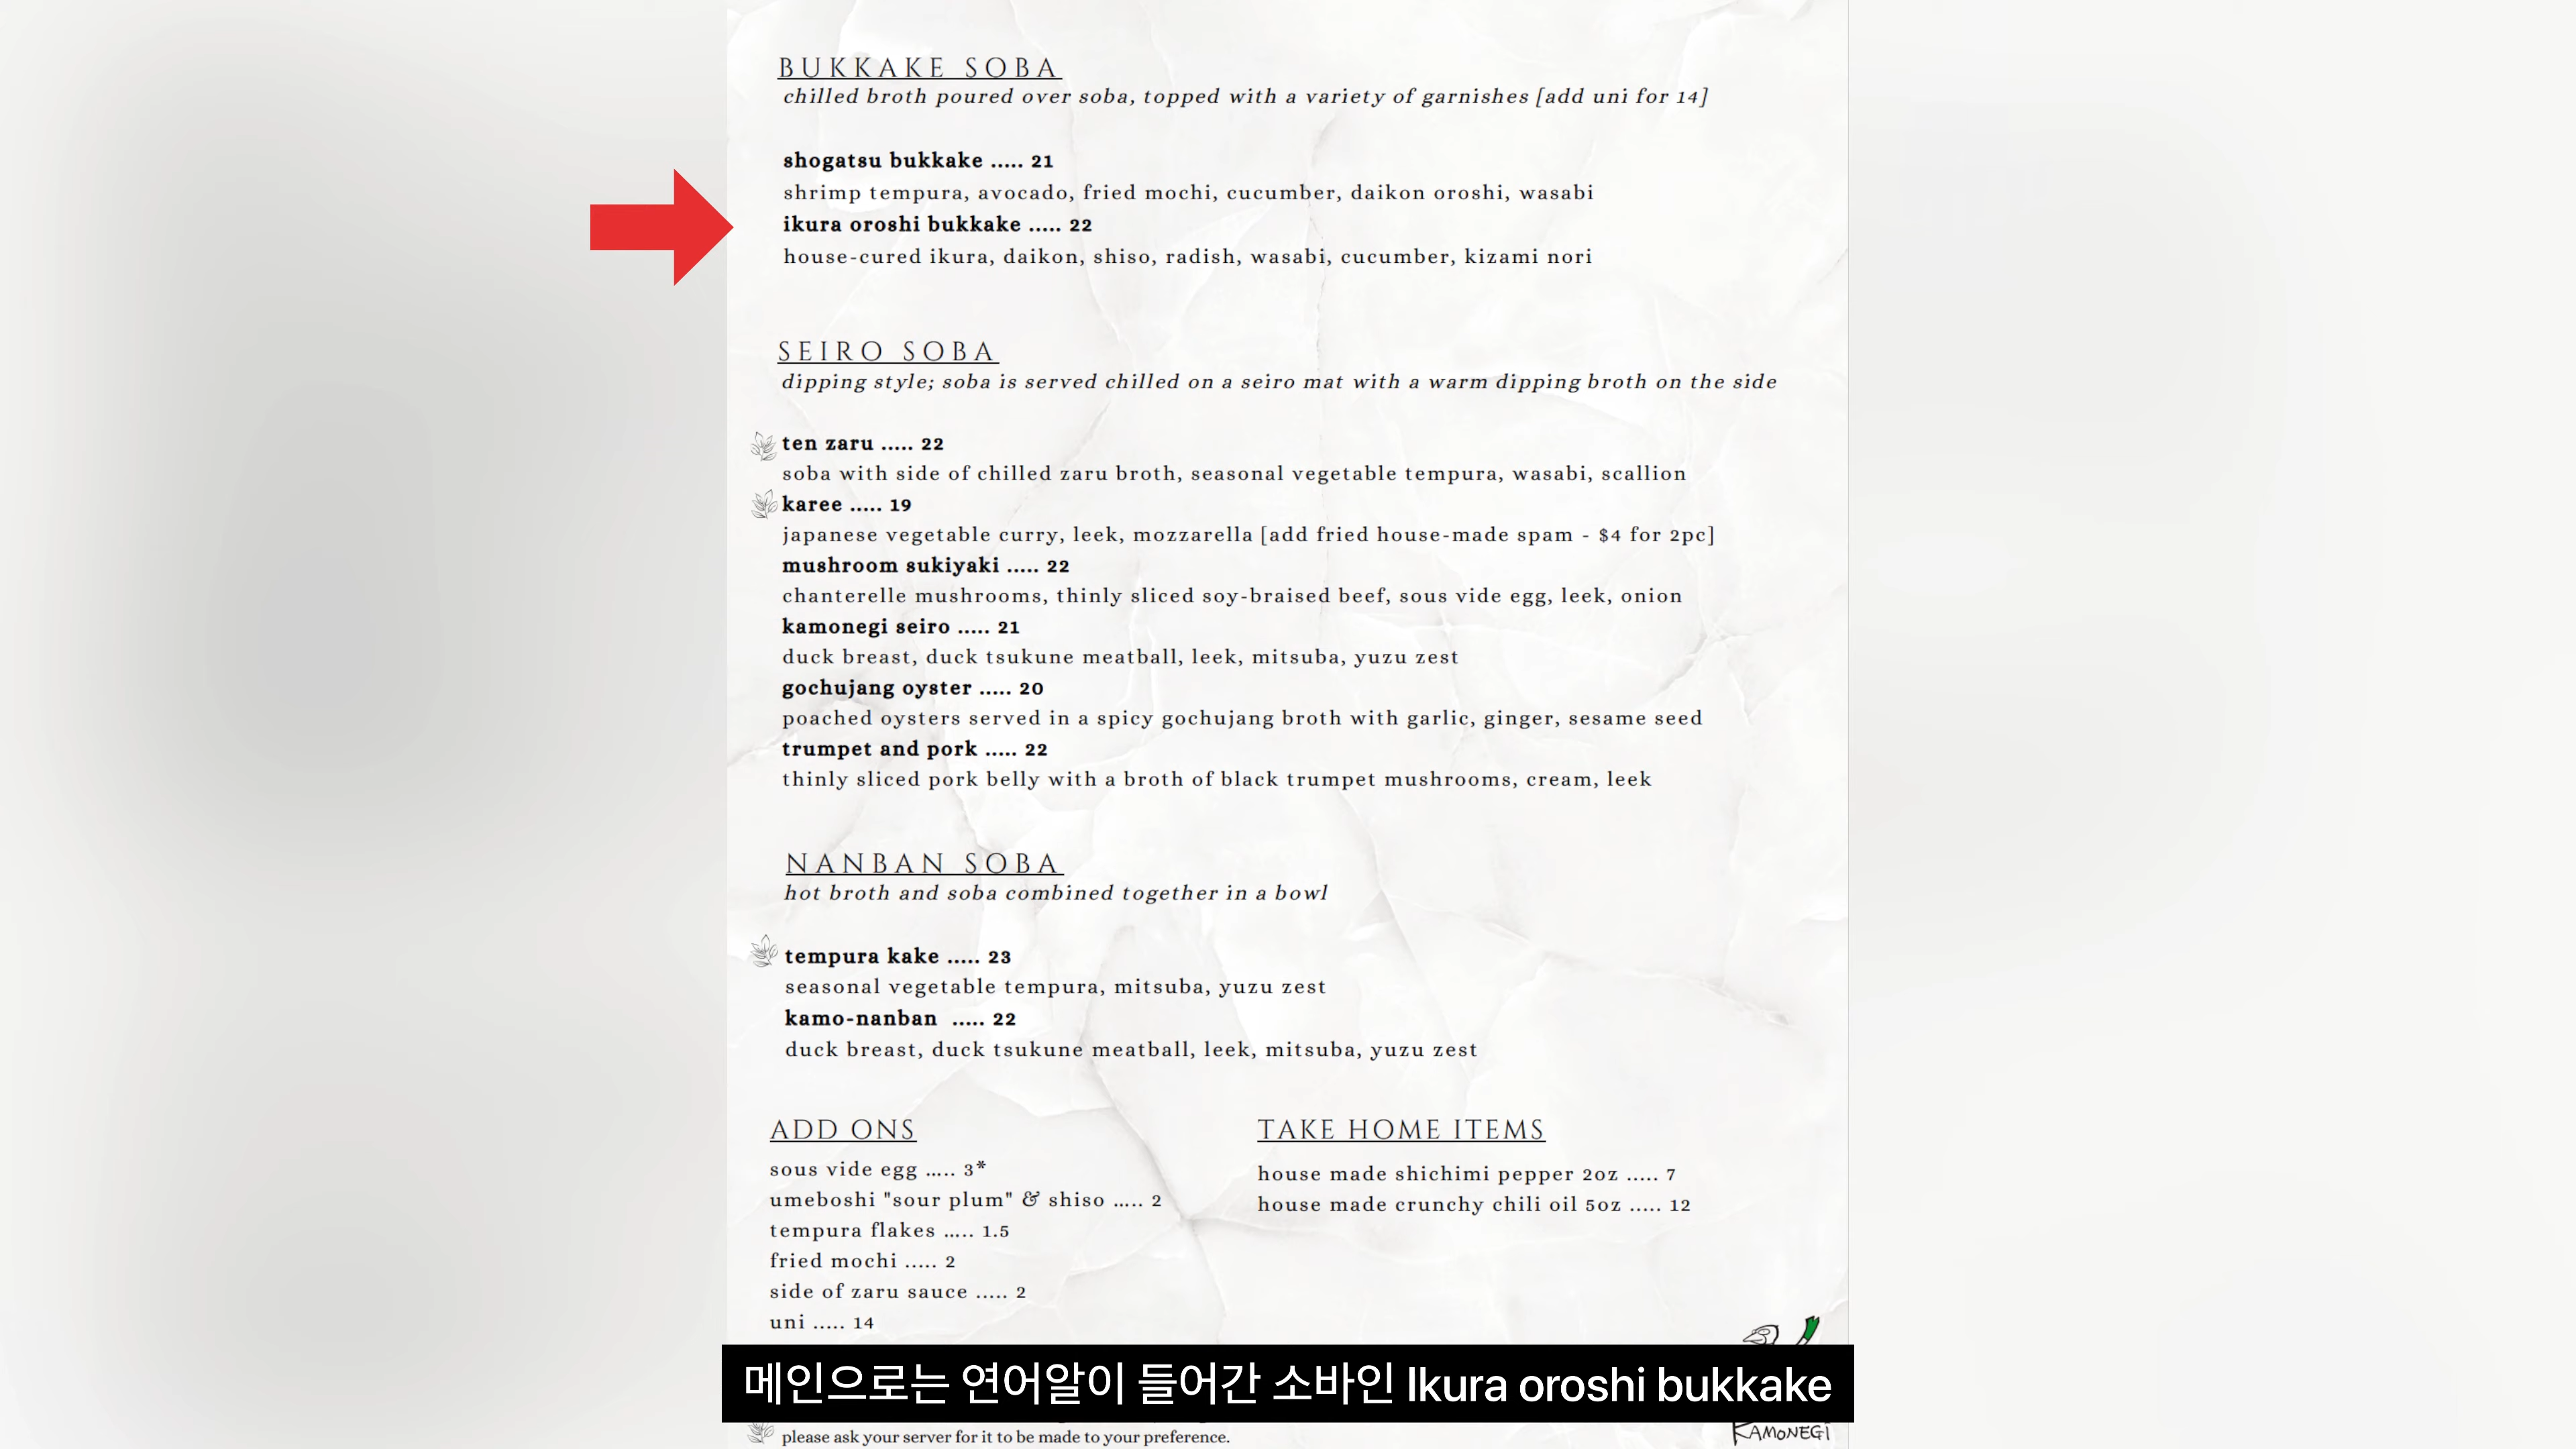 BUKKAKE SOBA
chilled broth poured over soba, topped with a variety of garnishes [add uni for 14]
shogatsu bukkake ..... 21
shrimp tempura, avocado, fried mochi, cucumber, daikon oroshi, wasabi
ikura oroshi bukkake ..... 22
house-cured ikura, daikon, shiso, radish, wasabi, cucumber, kizami nori
SEIRO SOBA
dipping style; soba is served chilled on a seiro mat with a warm dipping broth on the side
ten zaru ..... 22
soba with side of chilled zaru broth, seasonal vegetable tempura, wasabi, scallion
karee ..... 19
japanese vegetable curry, leek, mozzarella [add fried house-made spam - $4 for 2pc]
mushroom sukiyaki ..... 22
chanterelle mushrooms, thinly sliced soy-braised beef, sous vide egg, leek, onion
kamonegi seiro ..... 21
duck breast, duck tsukune meatball, leek, mitsuba, yuzu zest
gochujang oyster ..... 20
poached oysters served in a spicy gochujang broth with garlic, ginger, sesame seed
trumpet and pork ..... 22
thinly sliced pork belly with a broth of black trumpet mushrooms, cream, leek
NANBAN SOBA
hot broth and soba combined together in a bowl
tempura kake ..... 23
seasonal vegetable tempura, mitsuba, yuzu zest
kamo-nanban ..... 22
duck breast, duck tsukune meatball, leek, mitsuba, yuzu zest
ADD ONS
sous vide egg ..... 3*
umeboshi "sour plum" & shiso ..... 2
tempura flakes ..... 1.5
fried mochi ..... 2
side of zaru sauce ..... 2
uni ..... 14
TAKE HOME ITEMS
house made shichimi pepper 2oz ..... 7
house made crunchy chili oil 5oz ..... 12
메인으로는 연어알이 들어간 소바인 Ikura oroshi bukkake
please ask your server for it to be made to your preference.
KAMONEGI